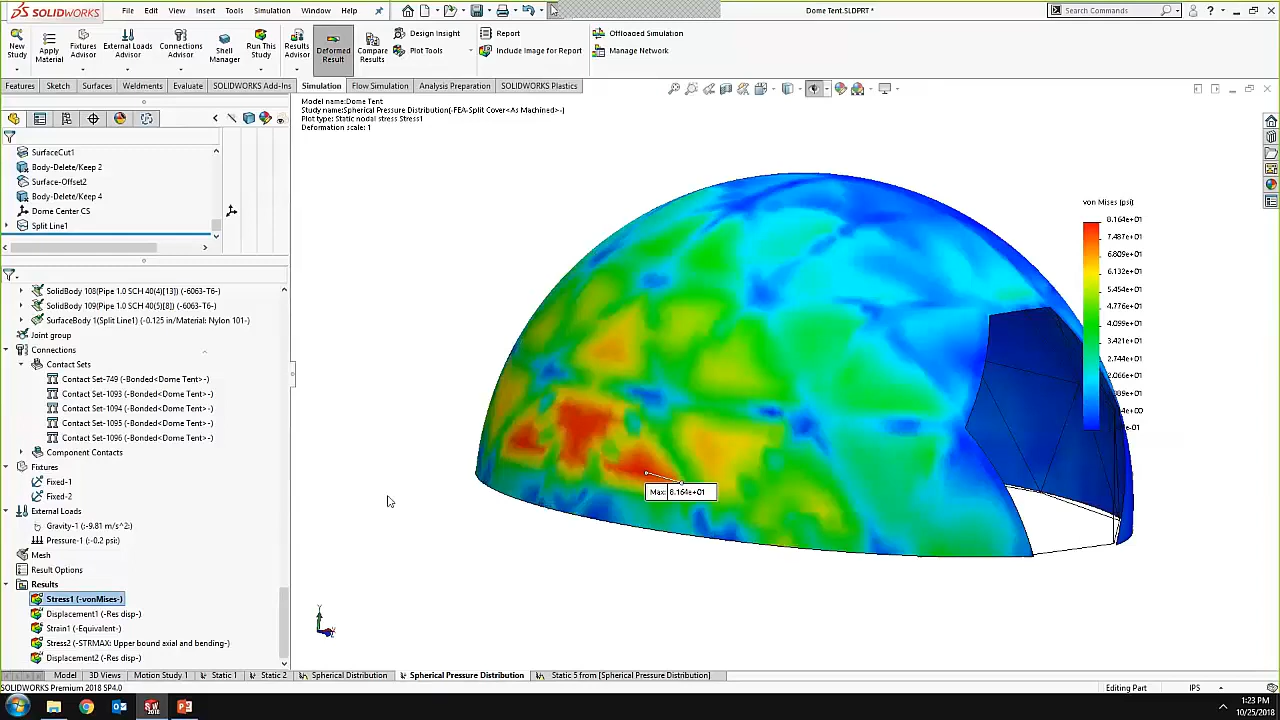 SOLIDWORKS
File Edit View Insert Tools Simulation Window Help
Dome Tent.SLDPRT *
Search Commands
New Study
Apply Material
Fixtures Advisor
External Loads Advisor
Connections Advisor
Shell Manager
Run This Study
Results Advisor
Deformed Result
Compare Results
Design Insight
Plot Tools
Report
Include Image for Report
Offloaded Simulation
Manage Network
Features Sketch Surfaces Weldments Evaluate SOLIDWORKS Add-Ins Simulation Flow Simulation Analysis Preparation SOLIDWORKS Plastics
Model name:Dome Tent
Study name:Spherical Pressure Distribution(-FEA-Split Cover<As Machined>-)
Plot type: Static nodal stress Stress1
Deformation scale: 1
SurfaceCut1
Body-Delete/Keep 2
Surface-Offset2
Body-Delete/Keep 4
Dome Center CS
Split Line1
SolidBody 108(Pipe 1.0 SCH 40(4)[13]) (-6063-T6-)
SolidBody 109(Pipe 1.0 SCH 40(5)[8]) (-6063-T6-)
SurfaceBody 1(Split Line1) (-0.125 in/Material: Nylon 101-)
Joint group
Connections
Contact Sets
Contact Set-749 (-Bonded<Dome Tent>-)
Contact Set-1093 (-Bonded<Dome Tent>-)
Contact Set-1094 (-Bonded<Dome Tent>-)
Contact Set-1095 (-Bonded<Dome Tent>-)
Contact Set-1096 (-Bonded<Dome Tent>-)
Component Contacts
Fixtures
Fixed-1
Fixed-2
External Loads
Gravity-1 (:-9.81 m/s^2:)
Pressure-1 (:-0.2 psi:)
Mesh
Result Options
Results
Stress1 (-vonMises-)
Displacement1 (-Res disp-)
Strain1 (-Equivalent-)
Stress2 (-STRMAX: Upper bound axial and bending-)
Displacement2 (-Res disp-)
von Mises (psi)
8.164e+01
7.487e+01
6.809e+01
6.132e+01
5.454e+01
4.776e+01
3.421e+01
2.744e+01
Max: 8.164e+01
Y
Model 3D Views Motion Study 1 Static 1 Static 2 Spherical Distribution Spherical Pressure Distribution Static 5 from [Spherical Pressure Distribution]
SOLIDWORKS Premium 2018 SP4.0
Editing Part
IPS
1:23 PM
10/25/2018